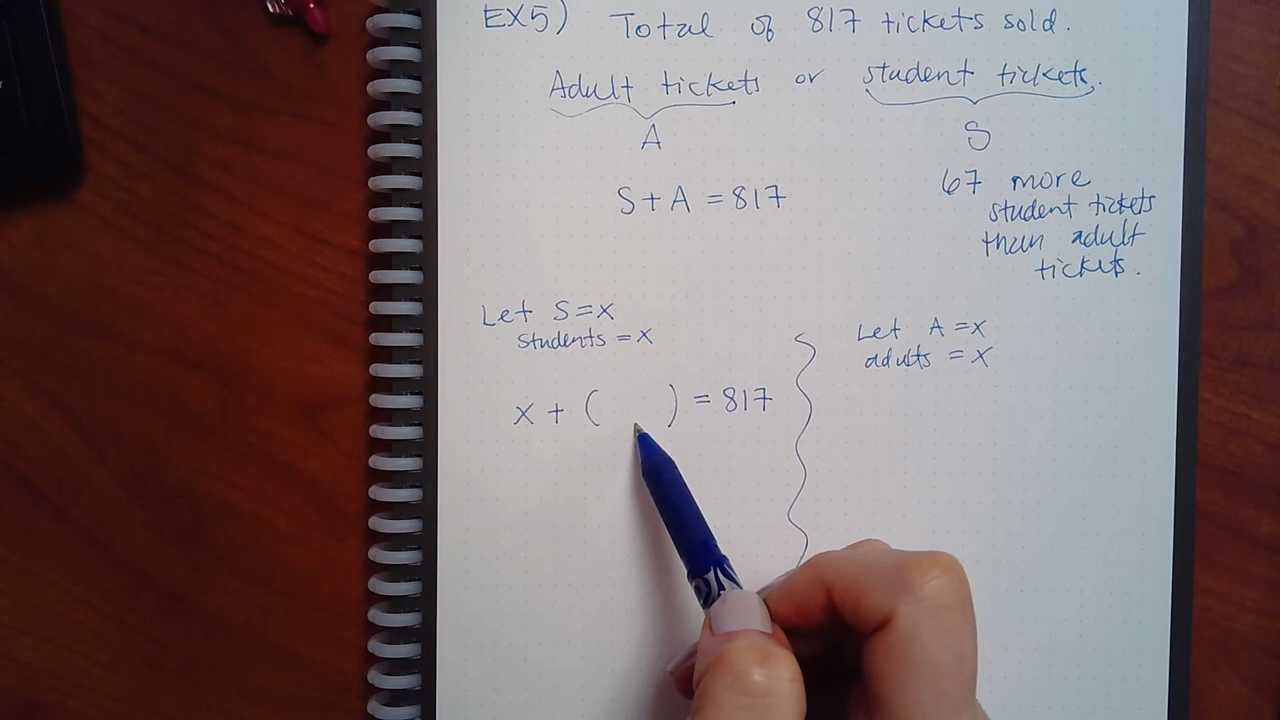 EX5) Total of 817 tickets sold.
Adult tickets or student tickets.
A S
S + A = 817
67 more
student tickets
than adult
tickets.
Let S = x
students = x
x + ( ) = 817
Let A = x
adults = x